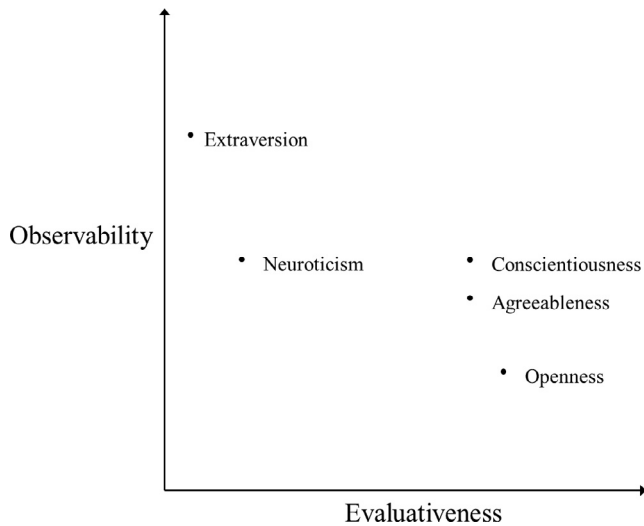 Extraversion
Observability
Neuroticism
Conscientiousness
Agreeableness
Openness
Evaluativeness